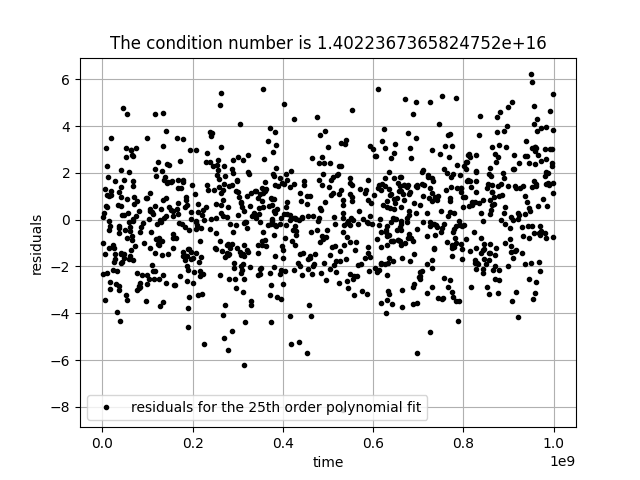 The condition number is 1.4022367365824752e+16
6
4
2
0
−2
−4
−6
−8
residuals
residuals for the 25th order polynomial fit
0.0 0.2 0.4 0.6 0.8 1.0
time
1e9